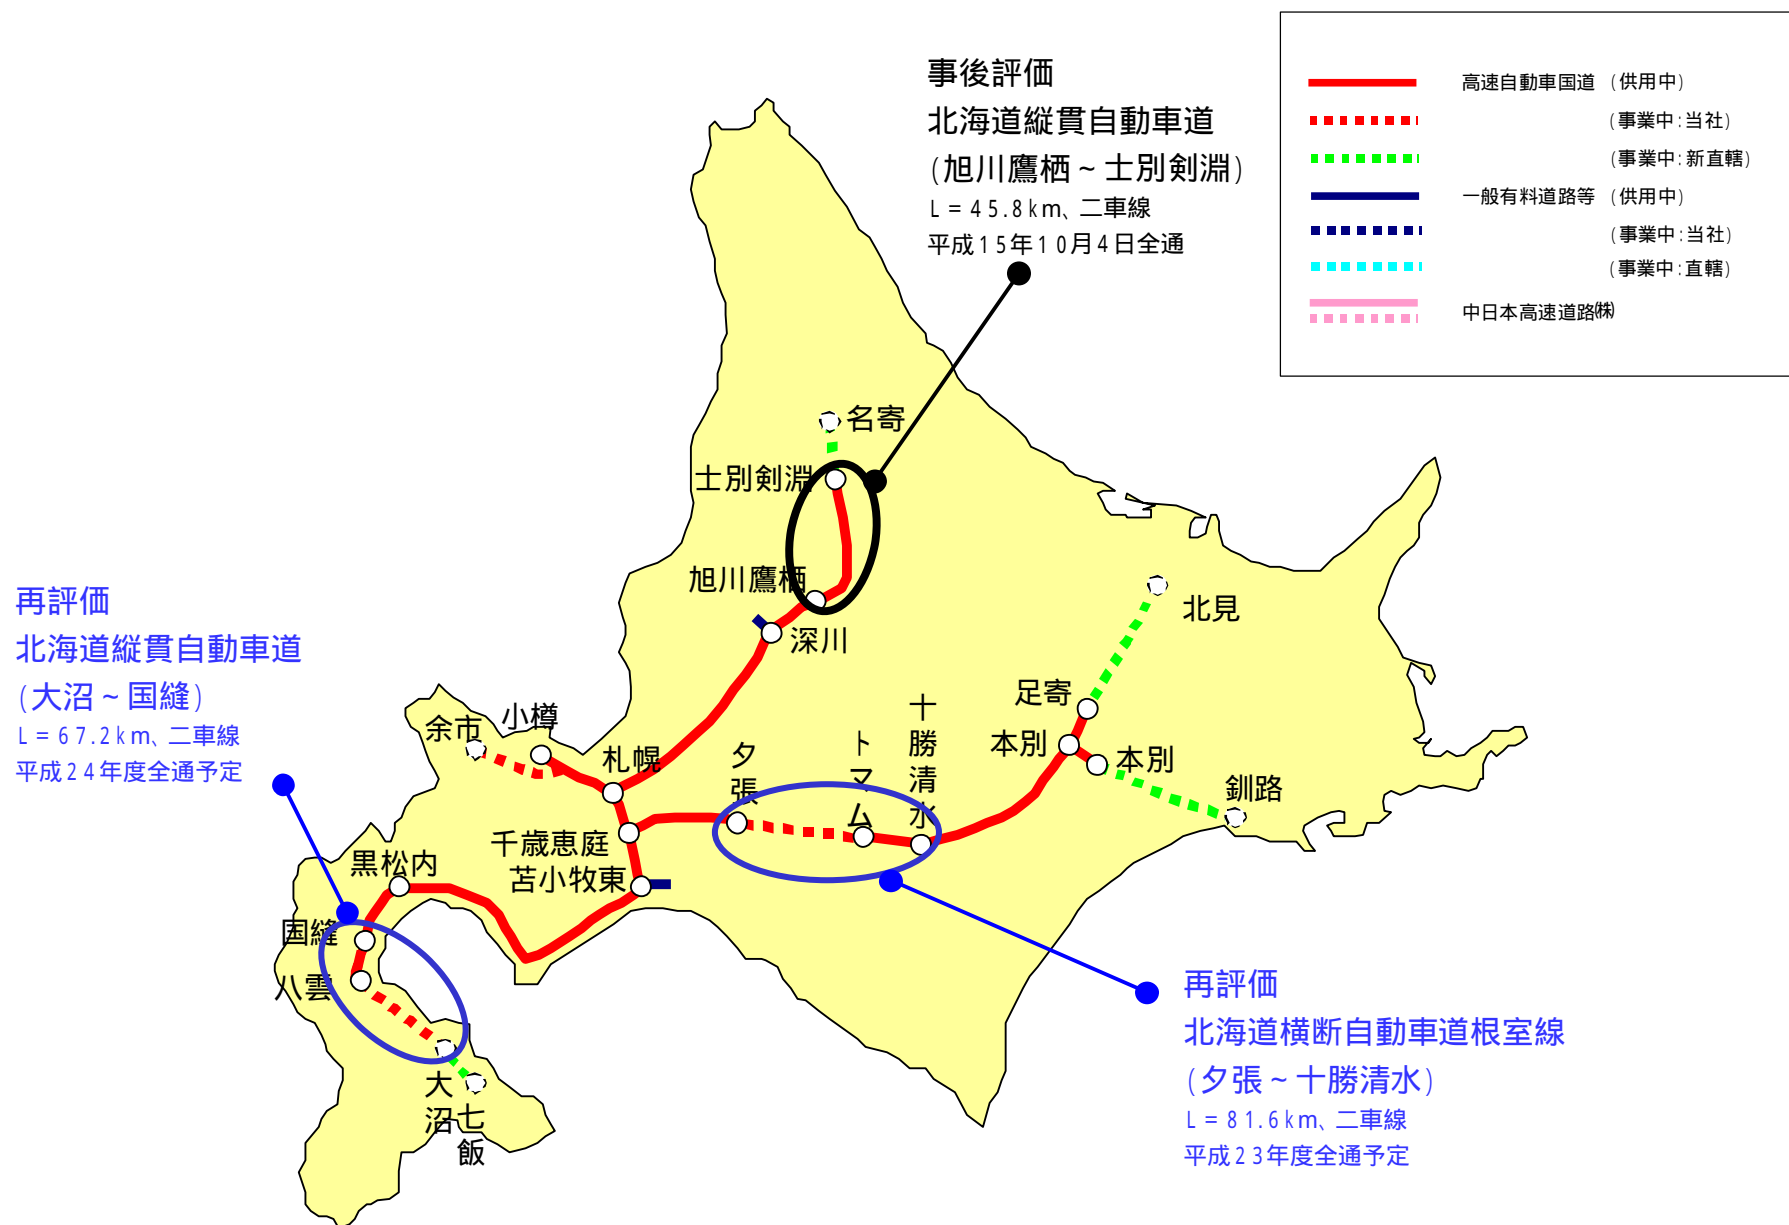 事後評価
北海道縦貫自動車道
(旭川鷹栖~士別剣淵)
L=45.8km、二車線
平成15年10月4日全通
高速自動車国道 (供用中)
(事業中:当社)
(事業中:新直轄)
一般有料道路等 (供用中)
(事業中:当社)
(事業中:直轄)
中日本高速道路㈱
名寄
士別剣淵
旭川鷹栖
深川
北見
再評価
北海道縦貫自動車道
(大沼~国縫)
L=67.2km、二車線
平成24年度全通予定
余市
小樽
札幌
夕張
トマム
十勝清水
足寄
本別
本別
釧路
千歳恵庭
苫小牧東
黒松内
国縫
八雲
大沼
七飯
再評価
北海道横断自動車道根室線
(夕張~十勝清水)
L=81.6km、二車線
平成23年度全通予定